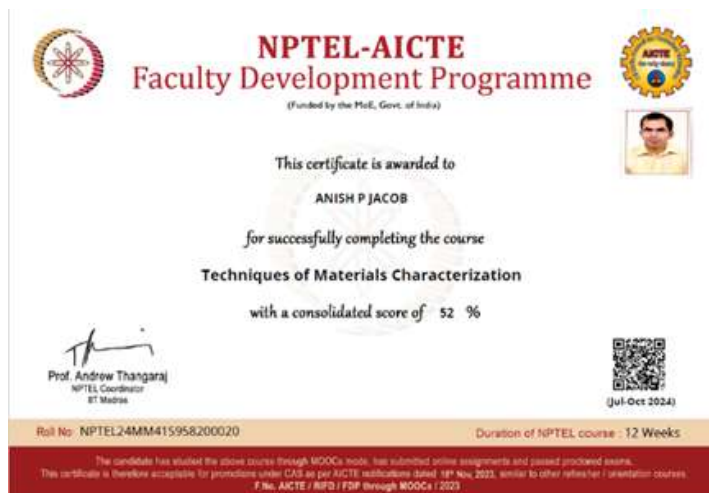 NPTEL-AICTE
Faculty Development Programme
(Funded by the MoE, Govt. of India)
AICTE
This certificate is awarded to
ANISH P JACOB
for successfully completing the course
Techniques of Materials Characterization
with a consolidated score of 52 %
Prof. Andrew Thangaraj
NPTEL Coordinator
IIT Madras
(Jul-Oct 2024)
Roll No: NPTEL24MM41S958200020
Duration of NPTEL course : 12 Weeks
The candidate has studied the above course through MOOCs mode, has submitted online assignments and passed proctored exams.
This certificate is therefore acceptable for promotions under CAS as per AICTE notifications dated 16th Nov, 2023, similar to other refresher / orientation courses.
F.No. AICTE / RIFD / FDP through MOOCs / 2023